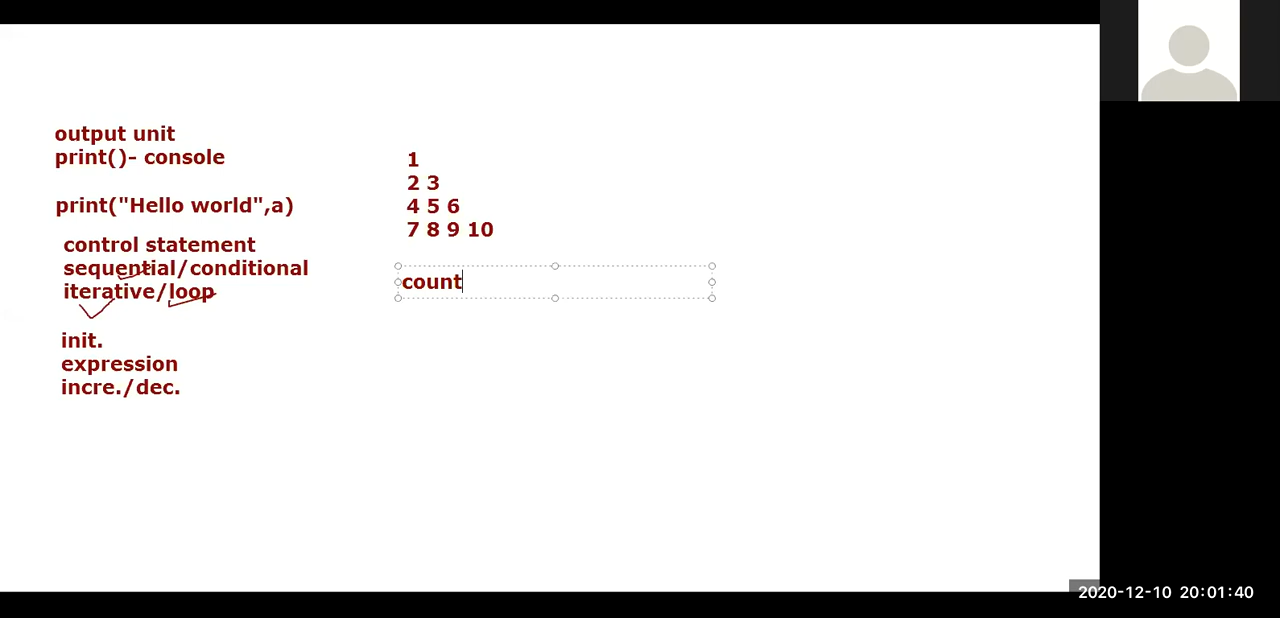 output unit
print()- console
print("Hello world",a)
control statement
sequential/conditional
iterative/loop
init.
expression
incre./dec.
1
2 3
4 5 6
7 8 9 10
count
2020-12-10 20:01:40